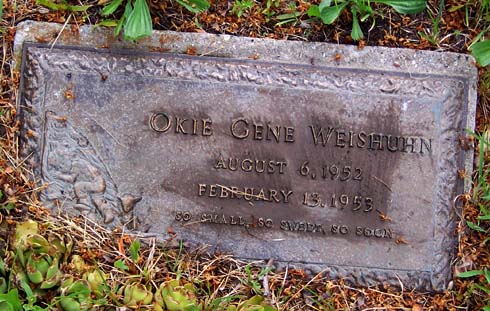 OKIE GENE WEISHUHN
AUGUST 6, 1952
FEBRUARY 13, 1953
SO SMALL, SO SWEET, SO SOON